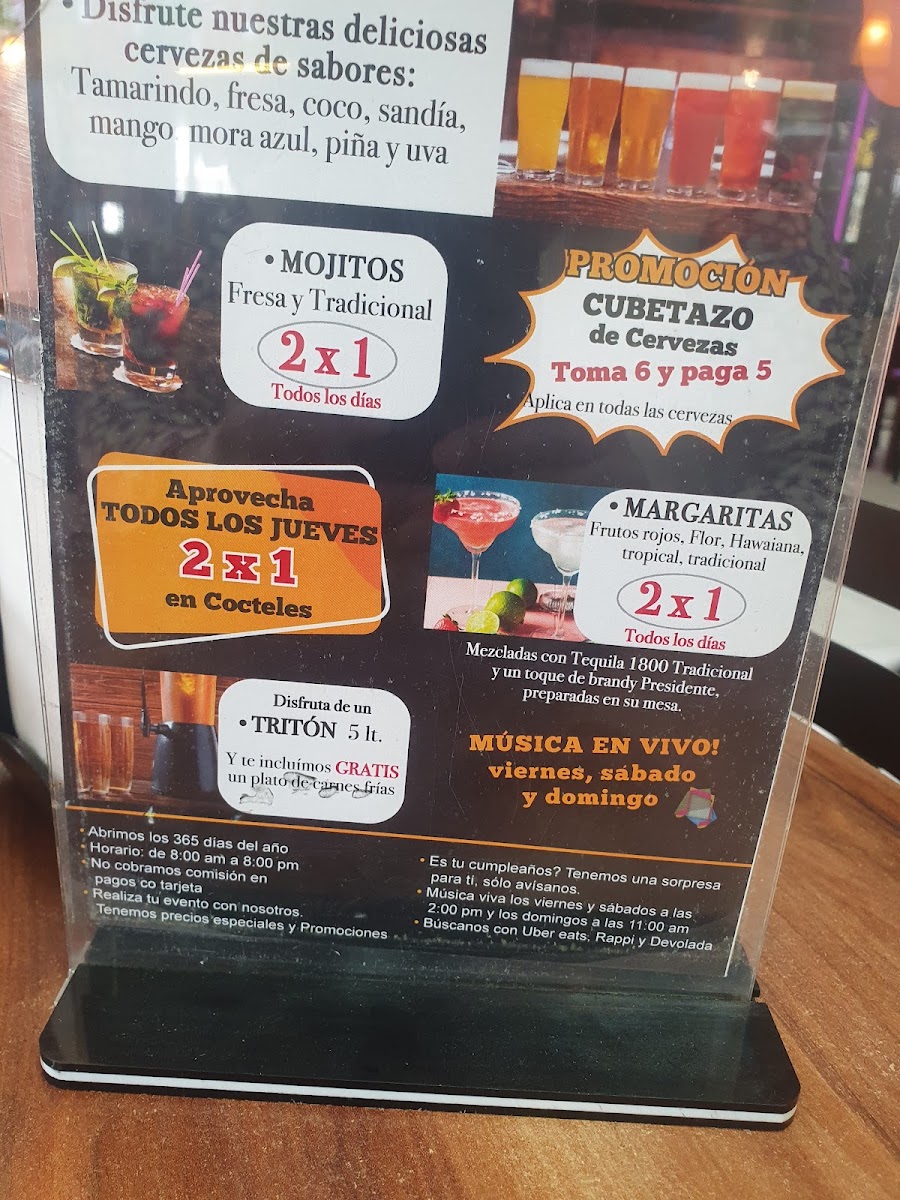 • Disfrute nuestras deliciosas
cervezas de sabores:
Tamarindo, fresa, coco, sandía,
mango, mora azul, piña y uva
• MOJITOS
Fresa y Tradicional
2 x 1
Todos los días
PROMOCIÓN
CUBETAZO
de Cervezas
Toma 6 y paga 5
Aplica en todas las cervezas
Aprovecha
TODOS LOS JUEVES
2 x 1
en Cocteles
• MARGARITAS
Frutos rojos, Flor, Hawaiana,
tropical, tradicional
2 x 1
Todos los días
Mezcladas con Tequila 1800 Tradicional
y un toque de brandy Presidente,
preparadas en su mesa.
Disfruta de un
• TRITÓN 5 lt.
Y te incluímos GRATIS
un plato de carnes frías
MÚSICA EN VIVO!
viernes, sábado
y domingo
• Abrimos los 365 días del año
• Horario: de 8:00 am a 8:00 pm
• No cobramos comisión en
pagos co tarjeta
• Realiza tu evento con nosotros.
Tenemos precios especiales y Promociones
• Es tu cumpleaños? Tenemos una sorpresa
para ti, sólo avísanos.
• Música viva los viernes y sábados a las
2:00 pm y los domingos a las 11:00 am
• Búscanos con Uber eats, Rappi y Devolada